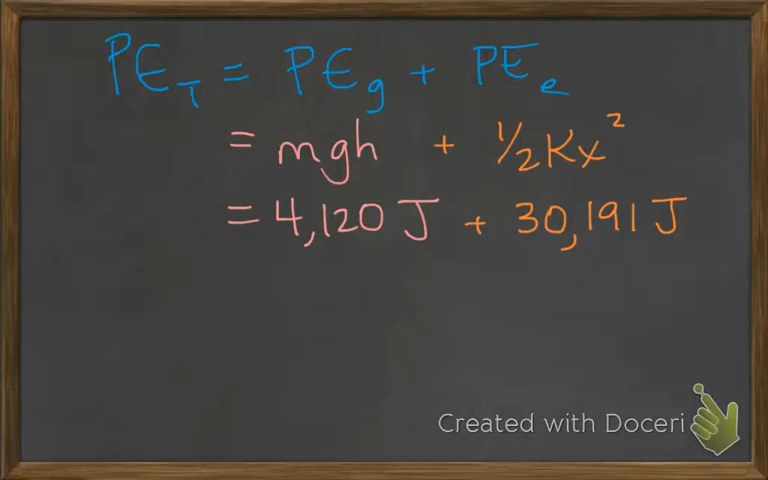 PE_T = PE_g + PE_e
= mgh + 1/2Kx²
= 4,120 J + 30,191 J
Created with Doceri